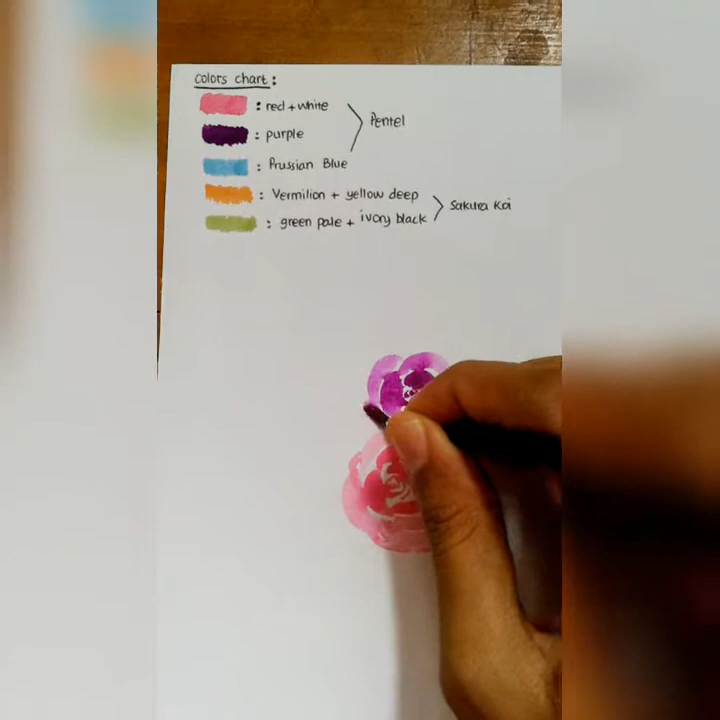 Colors chart :
: red + white
: purple
Pentel
: Prussian Blue
: Vermilion + yellow deep
: green pale + ivory black
Sakura Koi